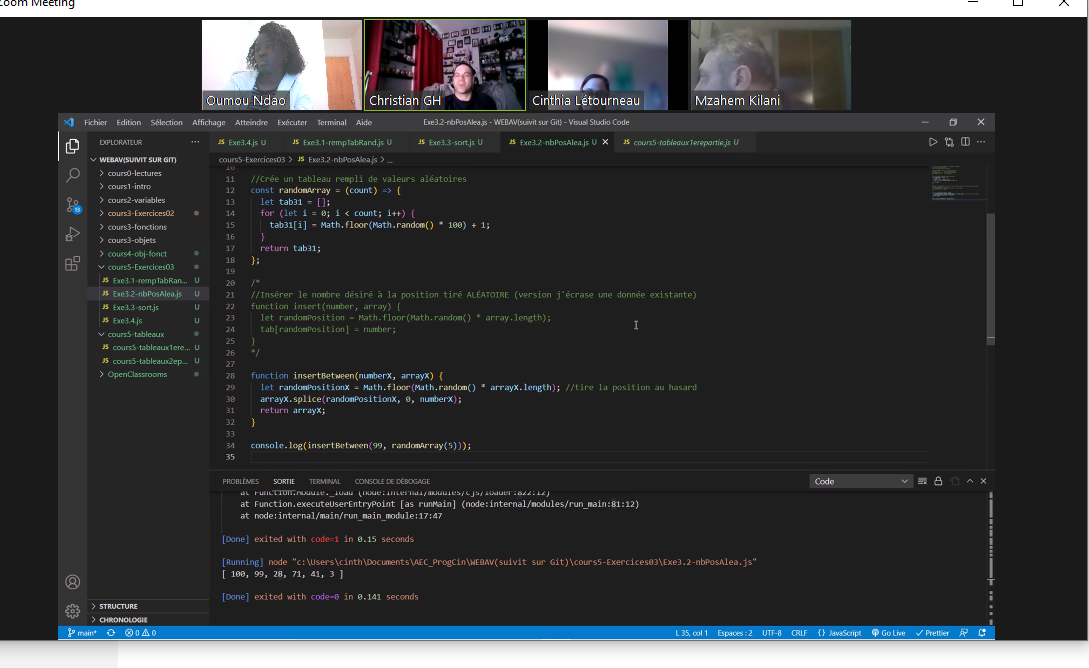 Zoom Meeting
Oumou Ndao
Christian GH
Cinthia Létourneau
Mzahem Kilani
Fichier Edition Sélection Affichage Atteindre Exécuter Terminal Aide
Exe3.2-nbPosAlea.js - WEBAV(suivit sur Git) - Visual Studio Code
EXPLORATEUR ...
JS Exe3.4.js U
JS Exe3.1-rempTabRand.js U
JS Exe3.3-sort.js U
JS Exe3.2-nbPosAlea.js U
JS cours5-tableaux1erepartie.js U
WEBAV(SUIVIT SUR GIT)
cours0-lectures
cours1-intro
cours2-variables
cours3-Exercices02
cours3-fonctions
cours3-objets
cours4-obj-fonct
cours5-Exercices03
JS Exe3.1-rempTabRan... U
JS Exe3.2-nbPosAlea.js U
JS Exe3.3-sort.js U
JS Exe3.4.js U
cours5-tableaux
JS cours5-tableaux1ere... U
JS cours5-tableaux2ep... U
OpenClassrooms
STRUCTURE
CHRONOLOGIE
13
cours5-Exercices03 > JS Exe3.2-nbPosAlea.js > ...
10
11 //Crée un tableau rempli de valeurs aléatoires
12 const randomArray = (count) => {
13 let tab31 = [];
14 for (let i = 0; i < count; i++) {
15 tab31[i] = Math.floor(Math.random() * 100) + 1;
16 }
17 return tab31;
18 };
19
20 /*
21 //Insérer le nombre désiré à la position tiré ALÉATOIRE (version j'écrase une donnée existante)
22 function insert(number, array) {
23 let randomPosition = Math.floor(Math.random() * array.length);
24 tab[randomPosition] = number;
25 }
26 */
27
28 function insertBetween(numberX, arrayX) {
29 let randomPositionX = Math.floor(Math.random() * arrayX.length); //tire la position au hasard
30 arrayX.splice(randomPositionX, 0, numberX);
31 return arrayX;
32 }
33
34 console.log(insertBetween(99, randomArray(5)));
35
PROBLÈMES SORTIE TERMINAL CONSOLE DE DÉBOGAGE
Code
at Function.Module._load (node:internal/modules/cjs/loader:822:12)
at Function.executeUserEntryPoint [as runMain] (node:internal/modules/run_main:81:12)
at node:internal/main/run_main_module:17:47
[Done] exited with code=1 in 0.15 seconds
[Running] node "c:\Users\cinth\Documents\AEC_ProgCin\WEBAV(suivit sur Git)\cours5-Exercices03\Exe3.2-nbPosAlea.js"
[ 100, 99, 28, 71, 41, 3 ]
[Done] exited with code=0 in 0.141 seconds
main* 0 0
L 35, col 1 Espaces : 2 UTF-8 CRLF {} JavaScript Go Live Prettier